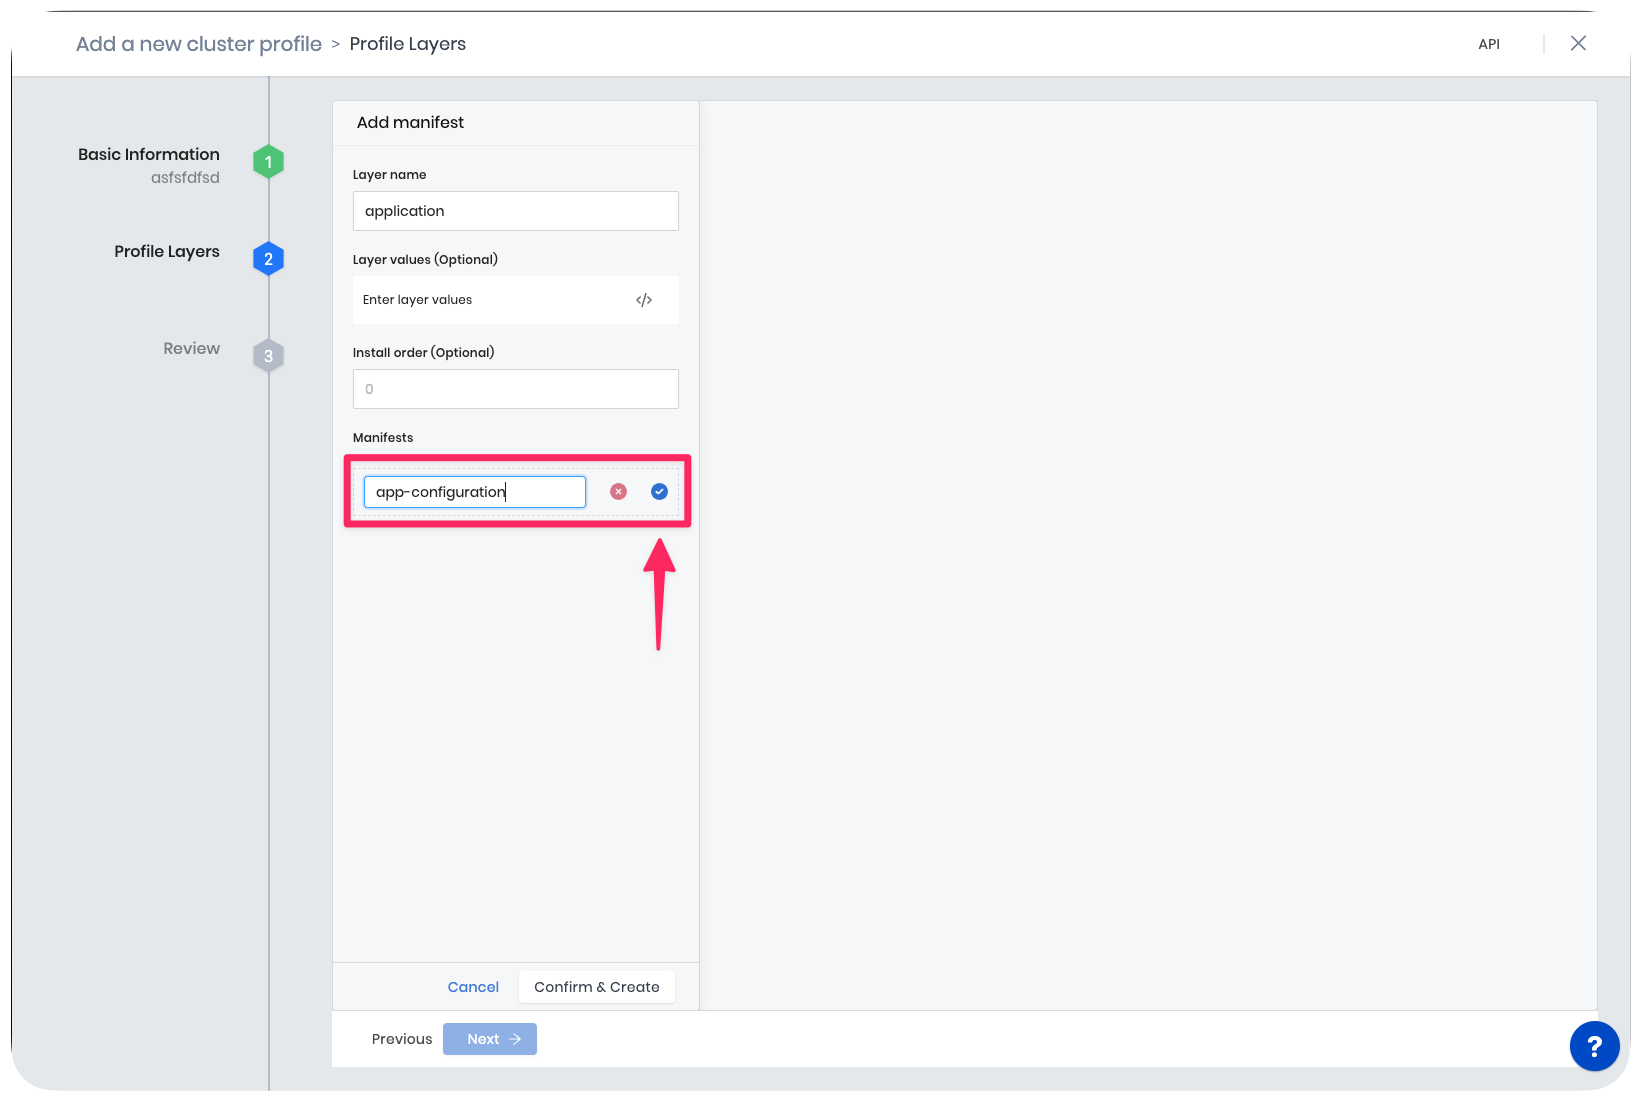 Add a new cluster profile > Profile Layers
API
Basic Information
asfsfdfsd
1
Profile Layers
2
Review
3
Add manifest
Layer name
application
Layer values (Optional)
Enter layer values
</>
Install order (Optional)
0
Manifests
app-configuration
Cancel
Confirm & Create
Previous
Next →
?